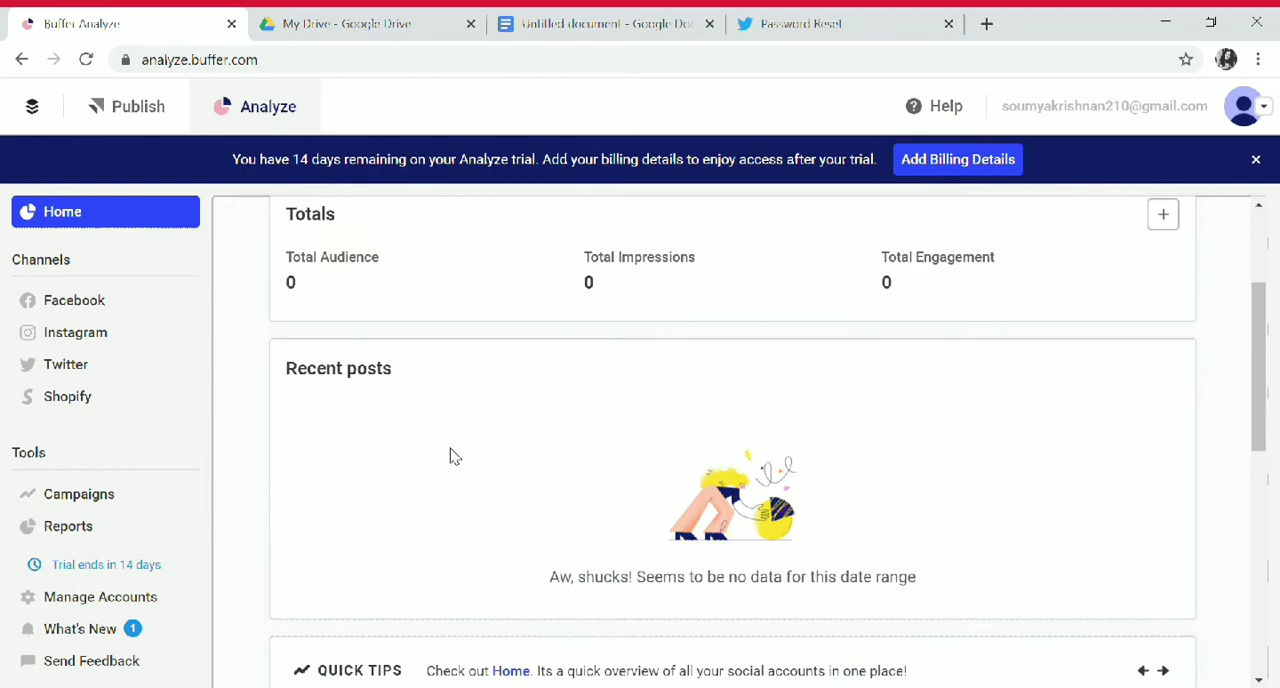 Buffer Analyze
My Drive - Google Drive
Untitled document - Google Doc
Password Reset
analyze.buffer.com
Publish
Analyze
Help
soumyakrishnan210@gmail.com
You have 14 days remaining on your Analyze trial. Add your billing details to enjoy access after your trial.
Add Billing Details
Home
Channels
Facebook
Instagram
Twitter
Shopify
Tools
Campaigns
Reports
Trial ends in 14 days
Manage Accounts
What's New 1
Send Feedback
Totals
Total Audience
0
Total Impressions
0
Total Engagement
0
Recent posts
Aw, shucks! Seems to be no data for this date range
QUICK TIPS Check out Home. Its a quick overview of all your social accounts in one place!